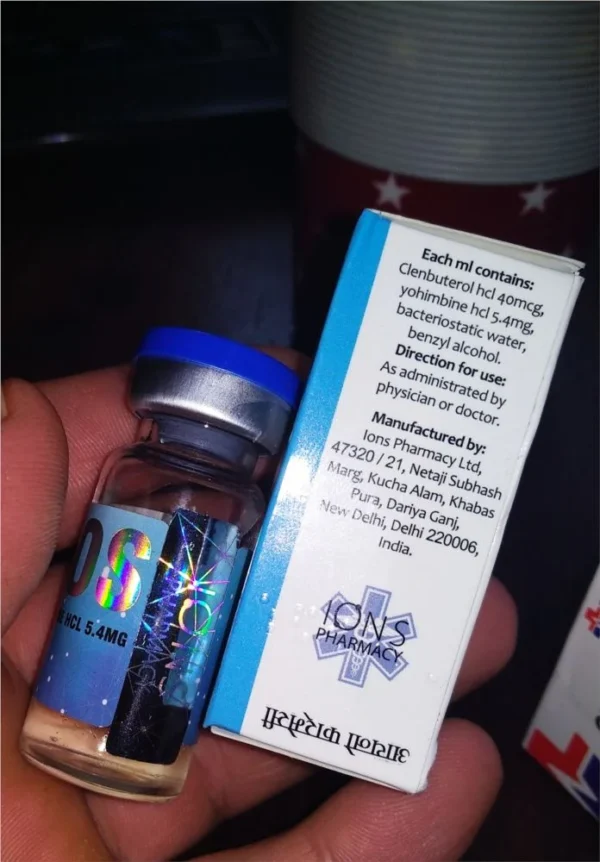 OS
HCL 5.4MG
Each ml contains:
Clenbuterol hcl 40mcg,
yohimbine hcl 5.4mg,
bacteriostatic water,
benzyl alcohol.
Direction for use:
As administered by
physician or doctor.
Manufactured by:
Ions Pharmacy Ltd,
47320 / 21, Netaji Subhash
Marg, Kucha Alam, Khabas
Pura, Dariya Ganj,
New Delhi, Delhi 220006,
India.
IONS
PHARMACY